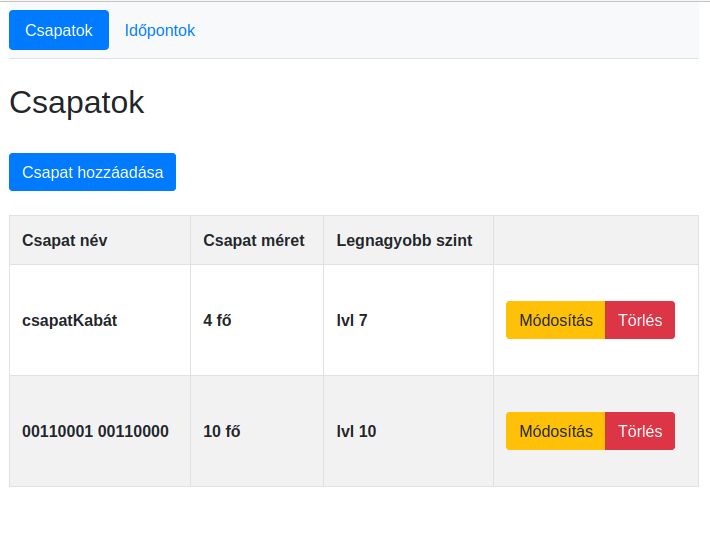 Csapatok Időpontok
Csapatok
Csapat hozzáadása
Csapat név Csapat méret Legnagyobb szint
csapatKabát 4 fő lvl 7 Módosítás Törlés
00110001 00110000 10 fő lvl 10 Módosítás Törlés